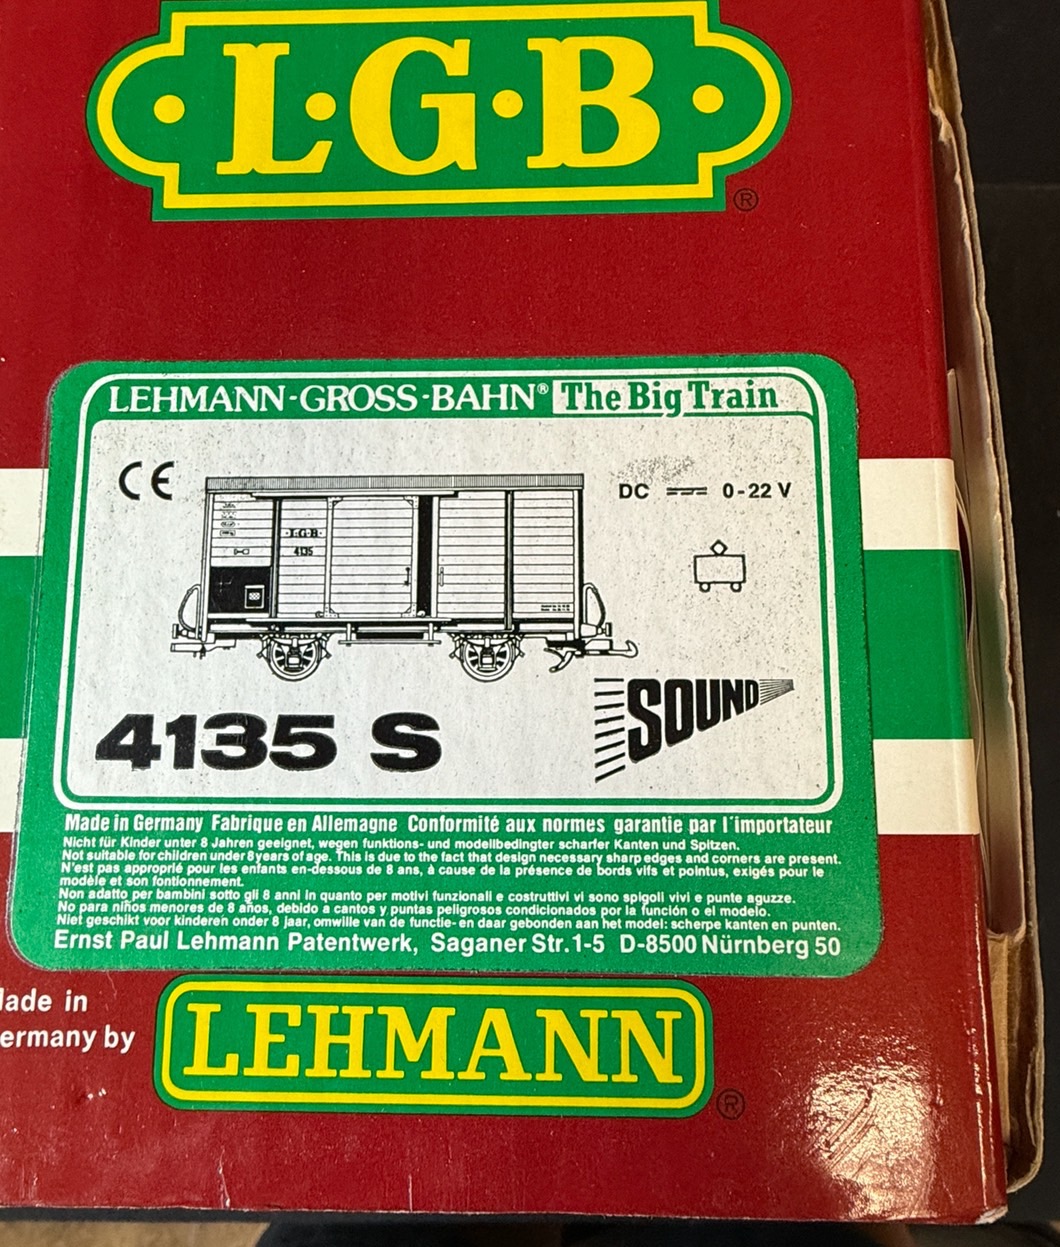 L·G·B
®
LEHMANN-GROSS-BAHN® The Big Train
CE
DC 0-22 V
L·G·B
4135
4135 S
SOUND
Made in Germany Fabrique en Allemagne Conformité aux normes garantie par l'importateur
Nicht für Kinder unter 8 Jahren geeignet, wegen funktions- und modellbedingter scharfer Kanten und Spitzen.
Not suitable for children under 8 years of age. This is due to the fact that design necessary sharp edges and corners are present.
N'est pas approprié pour les enfants en-dessous de 8 ans, à cause de la présence de bords vifs et pointus, exigés pour le
modèle et son fontionnement.
Non adatto per bambini sotto gli 8 anni in quanto per motivi funzionali e costruttivi vi sono spigoli vivi e punte aguzze.
No para niños menores de 8 años, debido a cantos y puntas peligrosos condicionados por la función o el modelo.
Niet geschikt voor kinderen onder 8 jaar, omwille van de functie- en daar gebonden aan het model: scherpe kanten en punten.
Ernst Paul Lehmann Patentwerk, Saganer Str. 1-5 D-8500 Nürnberg 50
ade in
ermany by
LEHMANN
®